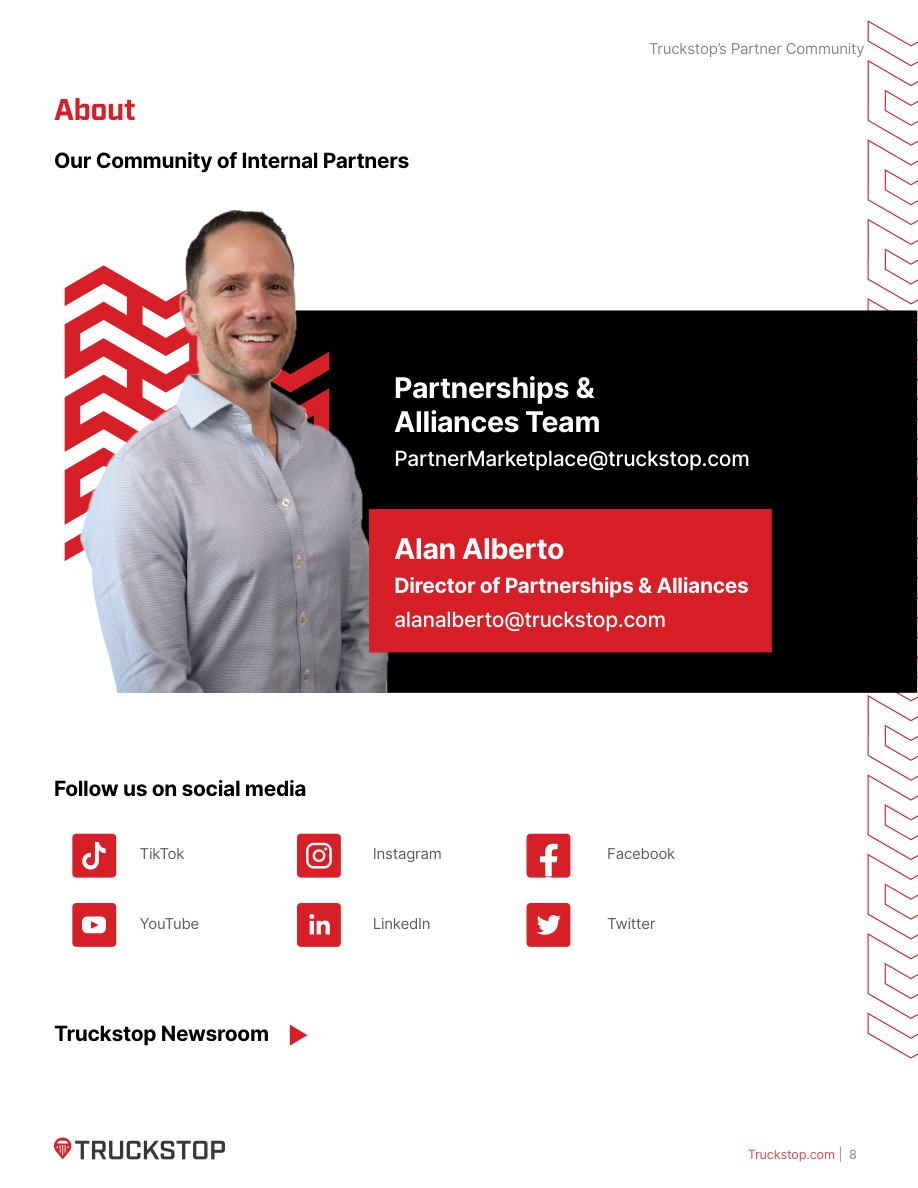 Truckstop’s Partner Community
About
Our Community of Internal Partners
Partnerships &
Alliances Team
PartnerMarketplace@truckstop.com
Alan Alberto
Director of Partnerships & Alliances
alanalberto@truckstop.com
Follow us on social media
TikTok
Instagram
Facebook
YouTube
LinkedIn
Twitter
Truckstop Newsroom
TRUCKSTOP
Truckstop.com | 8